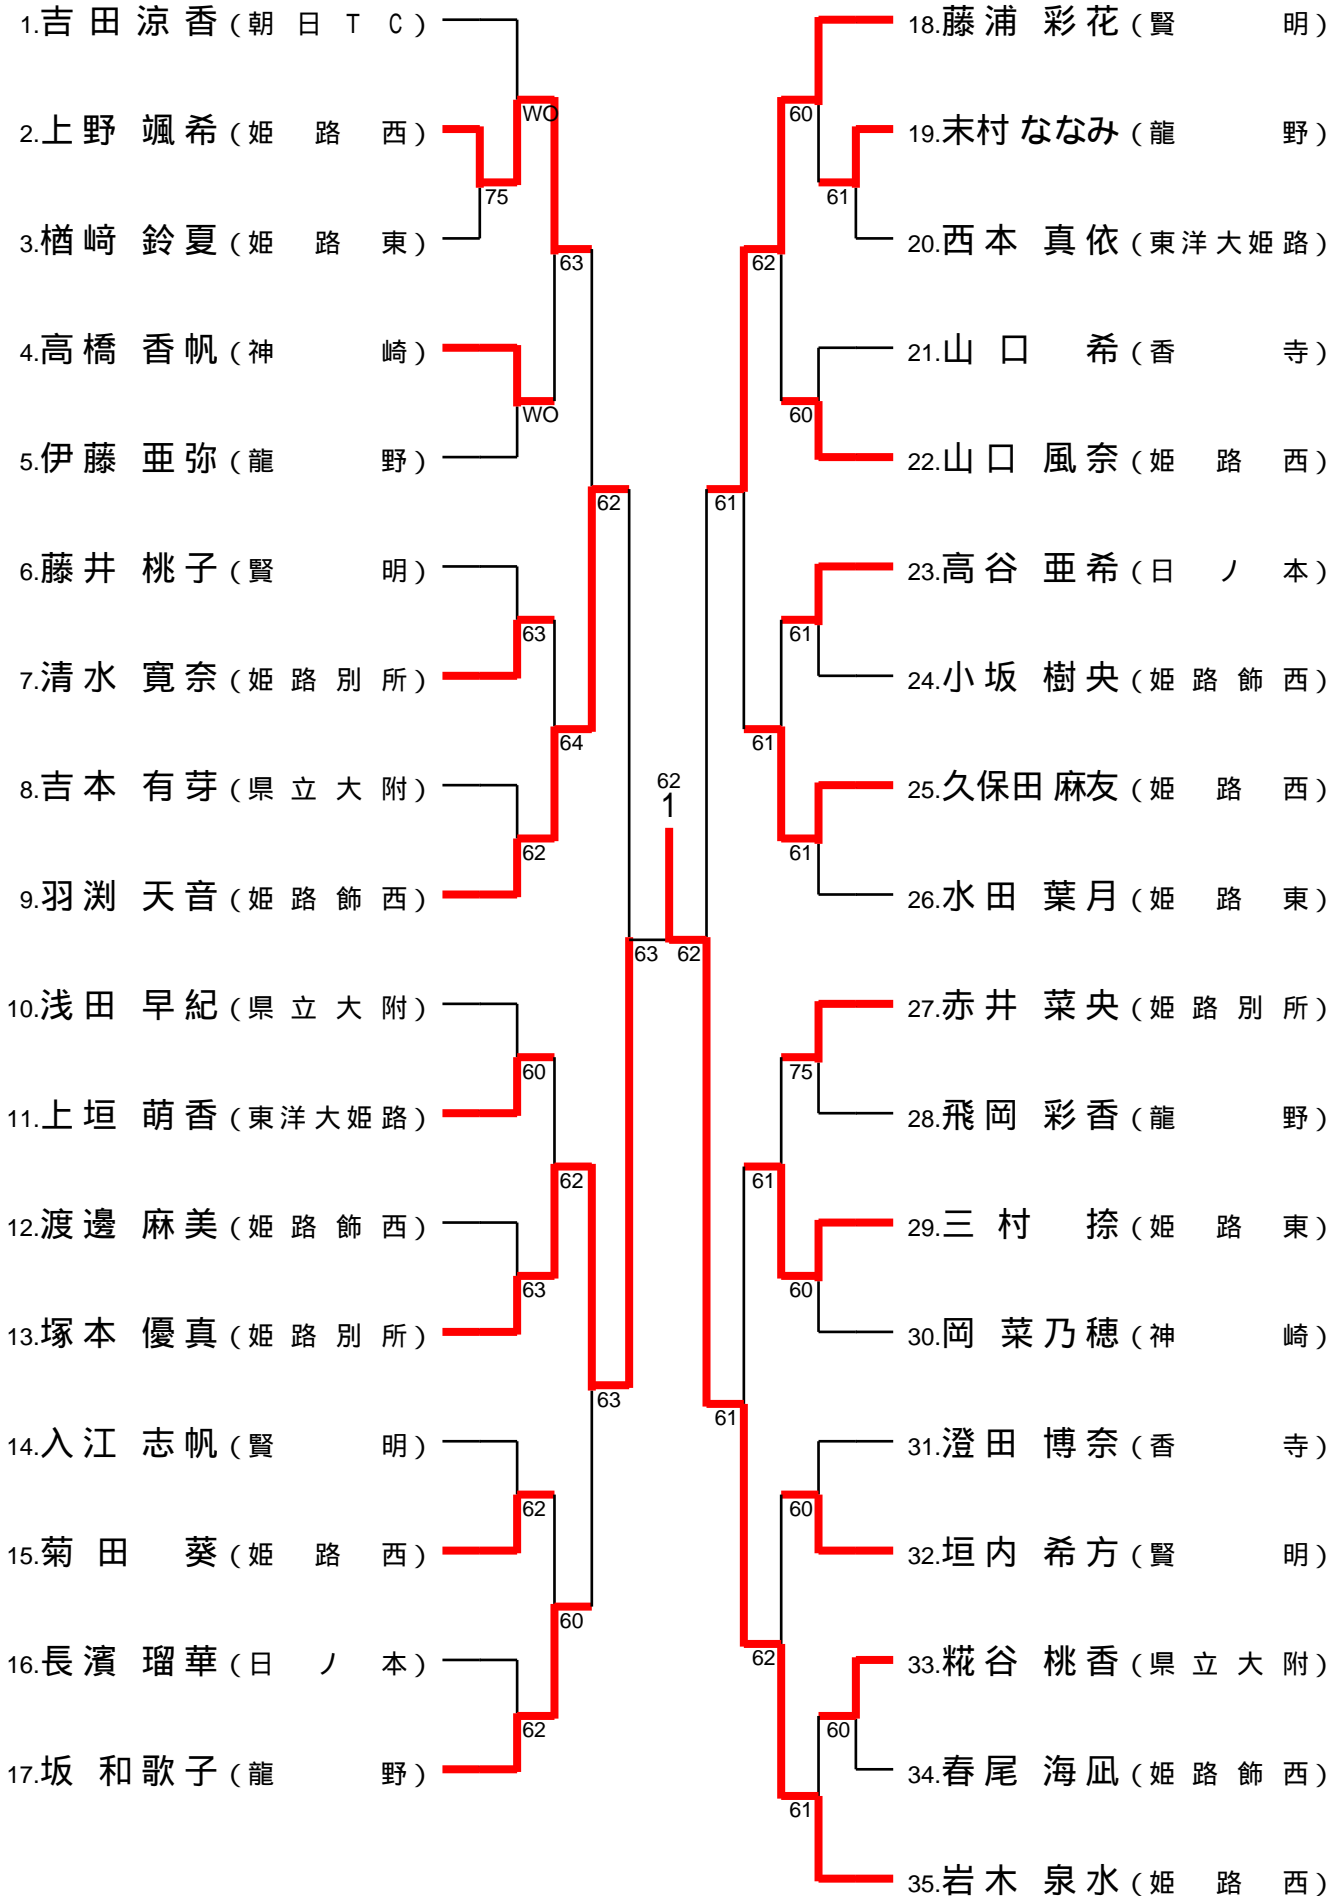 1.吉田涼香(朝日TC)
2.上野 颯希(姫路西)
75
WO
3.楢﨑 鈴夏(姫路東)
63
4.高橋 香帆(神崎)
WO
5.伊藤 亜弥(龍野)
62
6.藤井 桃子(賢明)
63
7.清水 寛奈(姫路別所)
64
8.吉本 有芽(県立大附)
62
9.羽渕 天音(姫路飾西)
63
10.浅田 早紀(県立大附)
60
11.上垣 萌香(東洋大姫路)
62
12.渡邊 麻美(姫路飾西)
63
13.塚本 優真(姫路別所)
63
14.入江 志帆(賢明)
62
15.菊田 葵(姫路西)
60
16.長濱 瑠華(日ノ本)
62
17.坂 和歌子(龍野)
62
1
62
18.藤浦 彩花(賢明)
60
19.末村 ななみ(龍野)
61
20.西本 真依(東洋大姫路)
62
21.山口 希(香寺)
60
22.山口 風奈(姫路西)
61
23.高谷 亜希(日ノ本)
61
24.小坂 樹央(姫路飾西)
61
25.久保田 麻友(姫路西)
61
26.水田 葉月(姫路東)
27.赤井 菜央(姫路別所)
75
28.飛岡 彩香(龍野)
61
29.三村 捺(姫路東)
60
30.岡 菜乃穂(神崎)
61
31.澄田 博奈(香寺)
60
32.垣内 希方(賢明)
62
33.糀谷 桃香(県立大附)
60
34.春尾 海凪(姫路飾西)
61
35.岩木 泉水(姫路西)